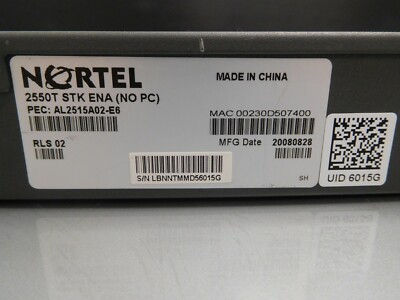 NORTEL
MADE IN CHINA
2550T STK ENA (NO PC)
PEC: AL2515A02-E6
MAC 00230D507400
RLS 02
MFG Date 20080828
S/N LBNNTMMD56015G
SH
UID 6015G